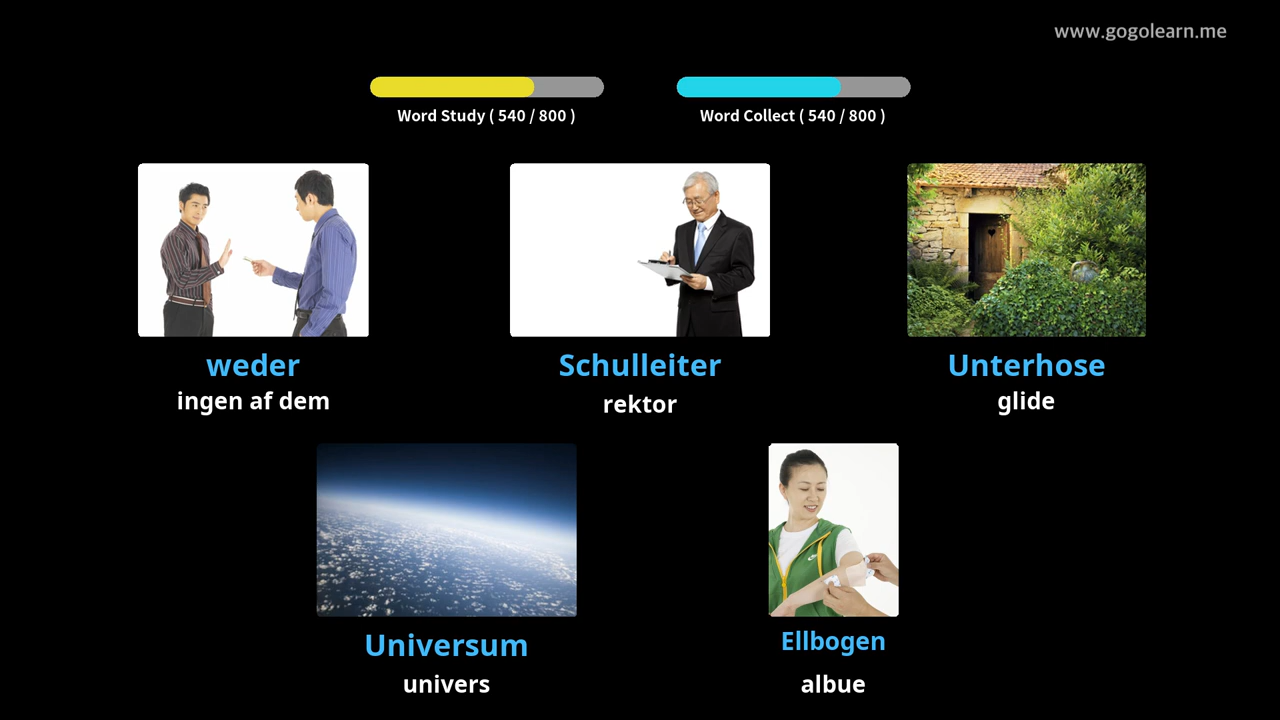 www.gogolearn.me
Word Study ( 540 / 800 )
Word Collect ( 540 / 800 )
weder
ingen af dem
Schulleiter
rektor
Unterhose
glide
Universum
univers
Ellbogen
albue